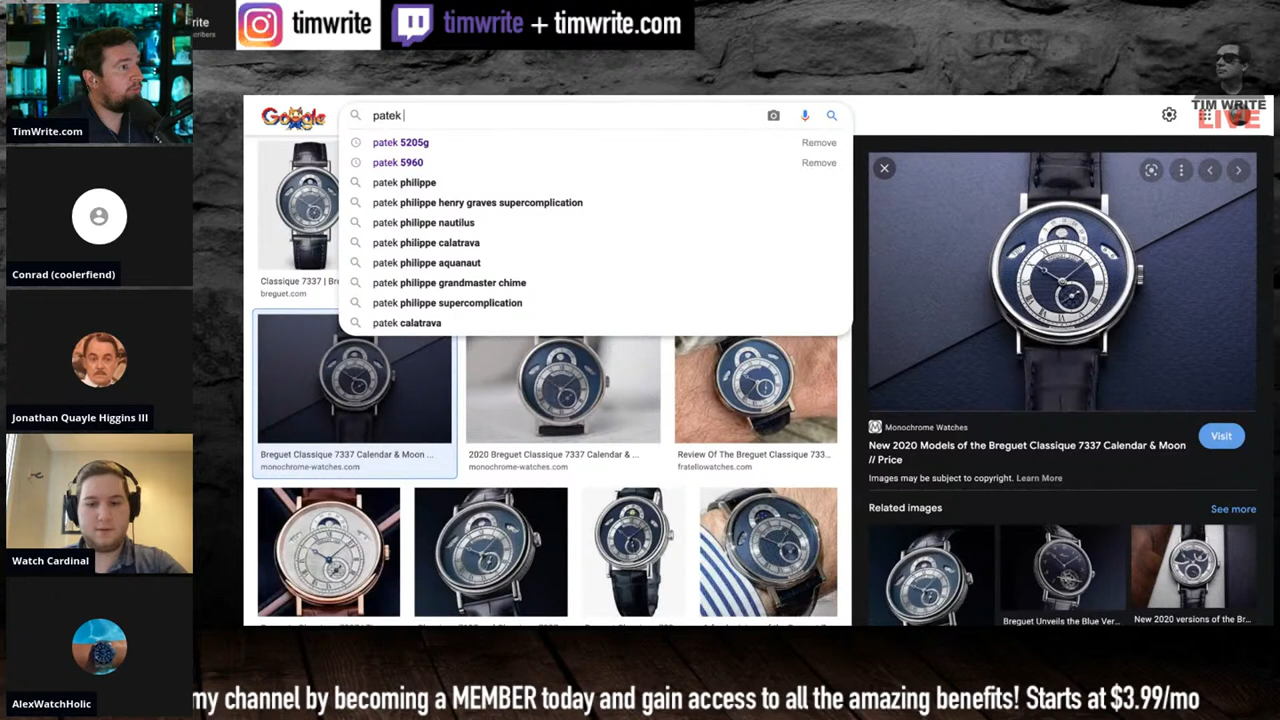 rite
cribers
timwrite
timwrite + timwrite.com
TIM WRITE
LIVE
TimWrite.com
Conrad (coolerfiend)
Jonathan Quayle Higgins III
Watch Cardinal
AlexWatchHolic
Google
patek
patek 5205g
Remove
patek 5960
Remove
patek philippe
patek philippe henry graves supercomplication
patek philippe nautilus
patek philippe calatrava
patek philippe aquanaut
patek philippe grandmaster chime
patek philippe supercomplication
patek calatrava
Classique 7337 | Bre
breguet.com
Breguet Classique 7337 Calendar & Moon ...
monochrome-watches.com
2020 Breguet Classique 7337 Calendar & ...
monochrome-watches.com
Review Of The Breguet Classique 733...
fratellowatches.com
Monochrome Watches
New 2020 Models of the Breguet Classique 7337 Calendar & Moon
// Price
Visit
Images may be subject to copyright. Learn More
Related images
See more
Breguet Unveils the Blue Ver...
New 2020 versions of the Br...
my channel by becoming a MEMBER today and gain access to all the amazing benefits! Starts at $3.99/mo